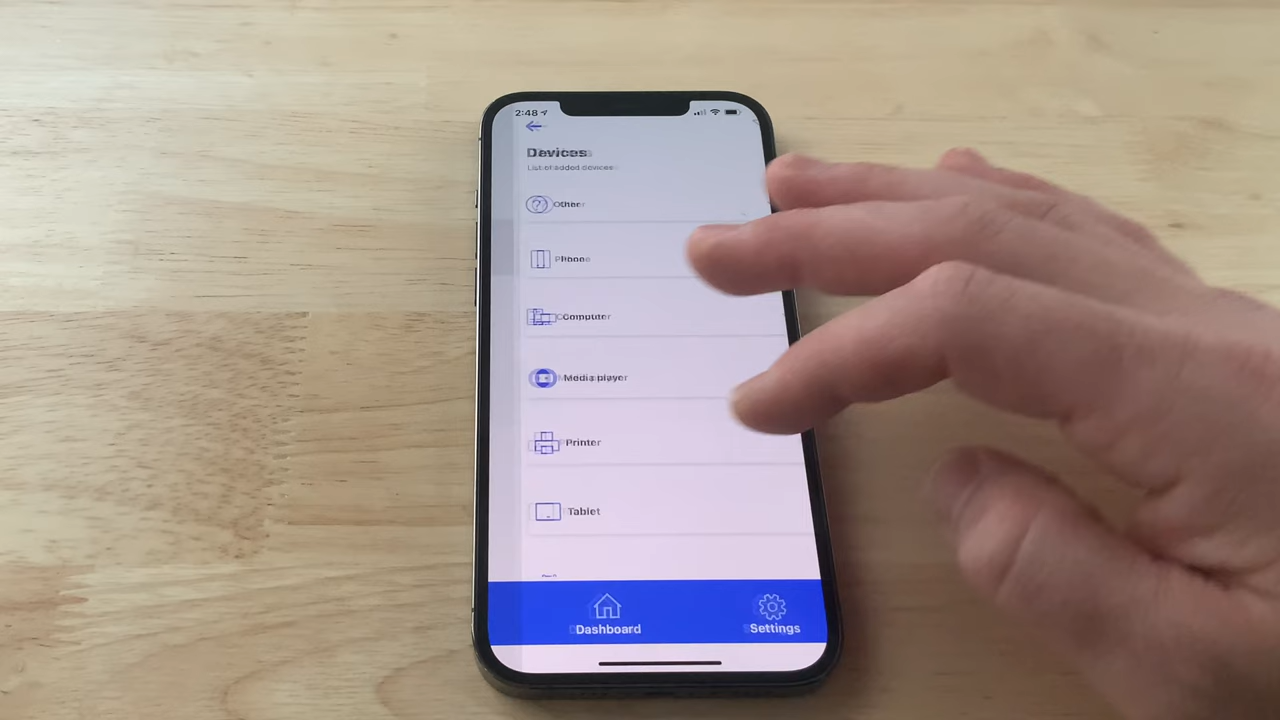 2:48
Devices
List of added devices
Other
Phone
Computer
Media player
Printer
Tablet
Dashboard
Settings